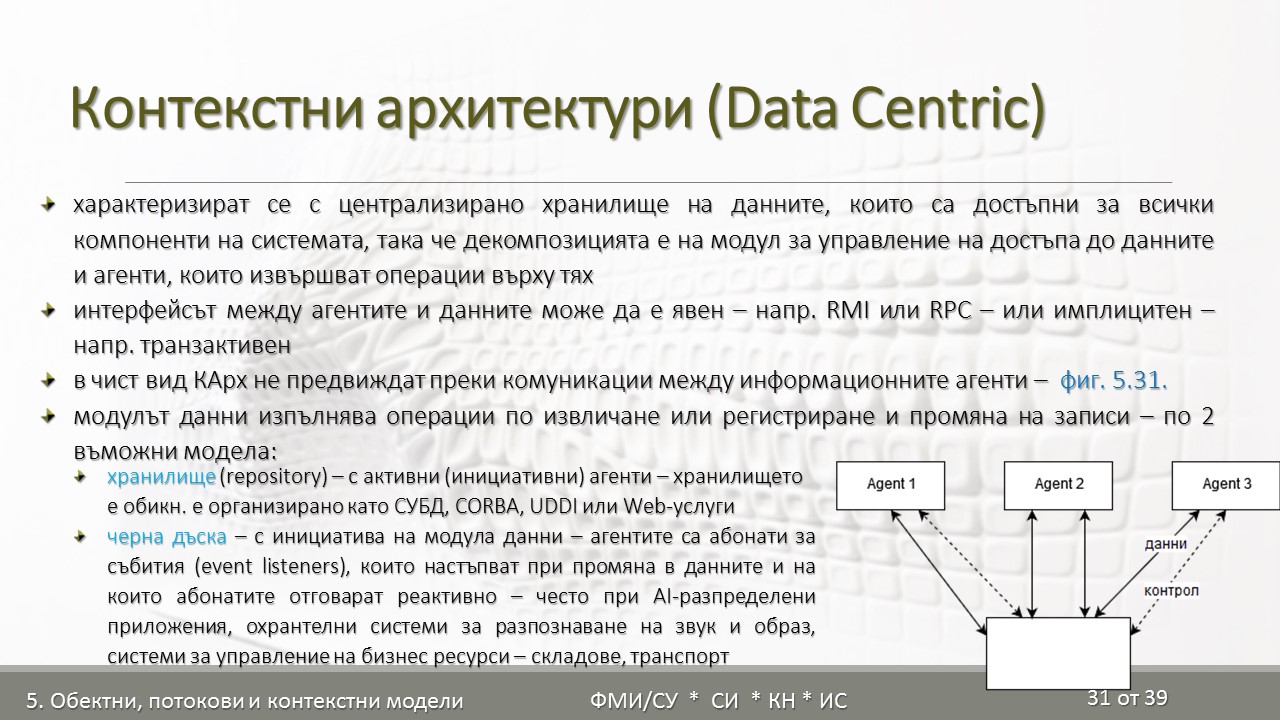 Контекстни архитектури (Data Centric)
характеризират се с централизирано хранилище на данните, които са достъпни за всички
компоненти на системата, така че декомпозицията е на модул за управление на достъпа до данните
и агенти, които извършват операции върху тях
интерфейсът между агентите и данните може да е явен – напр. RMI или RPC – или имплицитен –
напр. транзактивен
в чист вид КАрх не предвиждат преки комуникации между информационните агенти – фиг. 5.31.
модулът данни изпълнява операции по извличане или регистриране и промяна на записи – по 2
въможни модела:
хранилище (repository) – с активни (инициативни) агенти – хранилището
е обикн. е организирано като СУБД, CORBA, UDDI или Web-услуги
черна дъска – с инициатива на модула данни – агентите са абонати за
събития (event listeners), които настъпват при промяна в данните и на
които абонатите отговарат реактивно – често при AI-разпределени
приложения, охрантелни системи за разпознаване на звук и образ,
системи за управление на бизнес ресурси – складове, транспорт
Agent 1
Agent 2
Agent 3
данни
контрол
5. Обектни, потокови и контекстни модели
ФМИ/СУ * СИ * КН * ИС
31 от 39